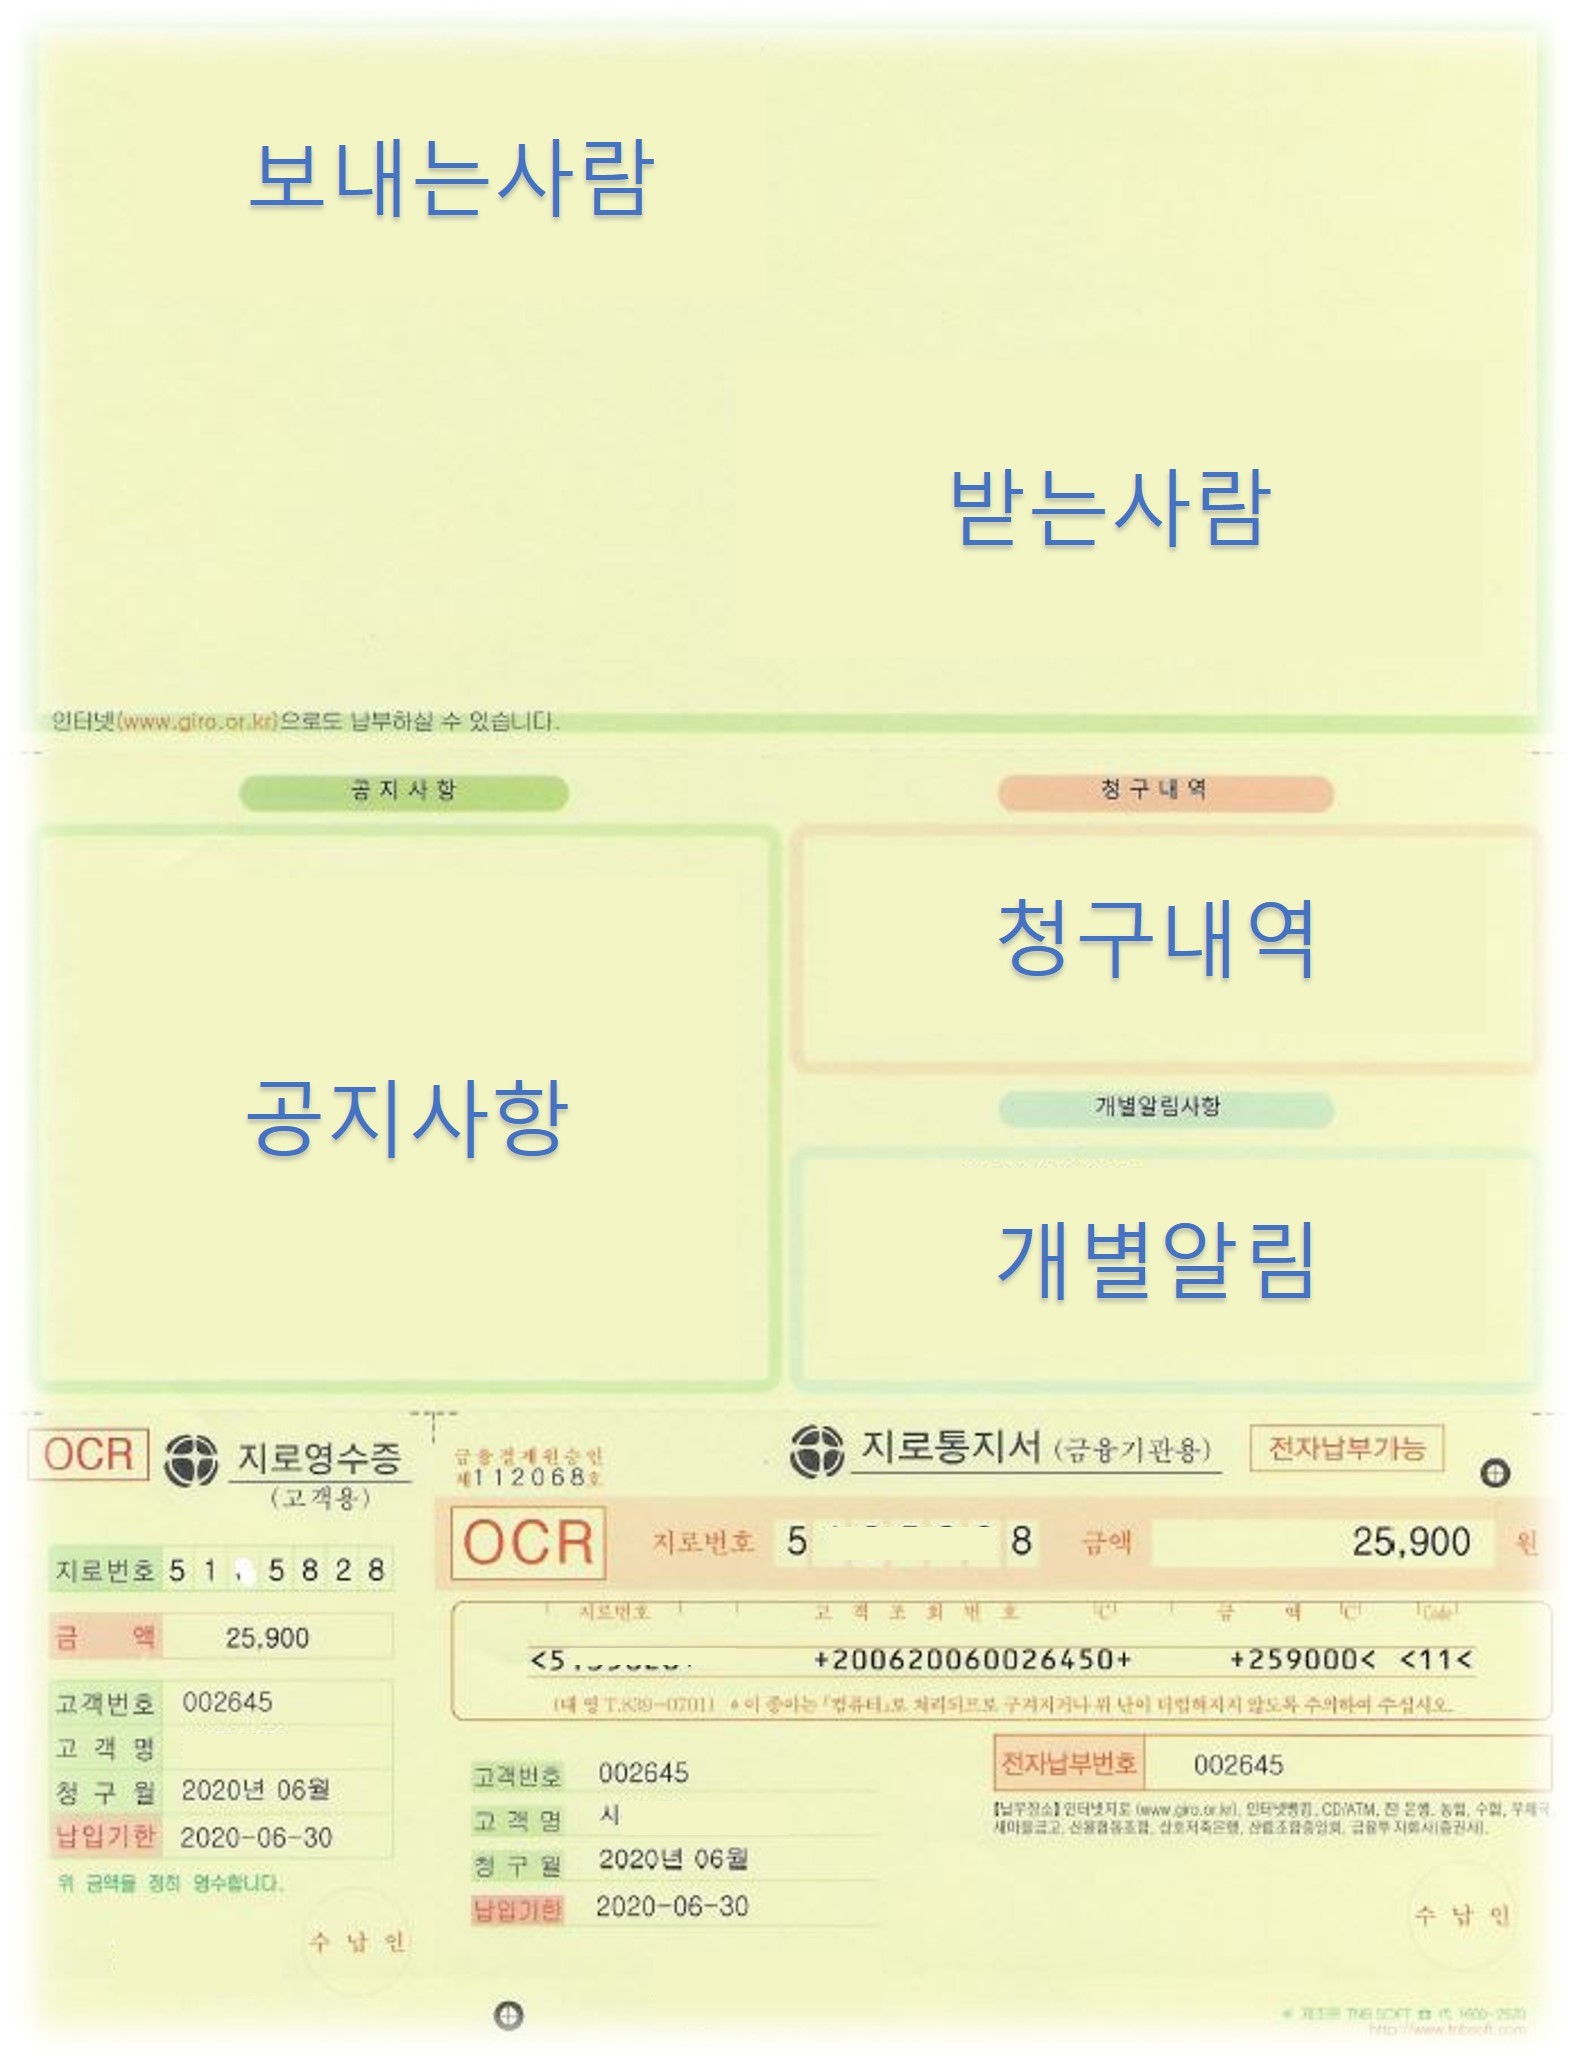 보내는사람
받는사람
인터넷(www.giro.or.kr)으로도 납부하실 수 있습니다.
공지사항
청구내역
공지사항
청구내역
개별알림사항
개별알림
OCR 지로영수증
(고객용)
지로번호 5 1 5 8 2 8
금 액 25,900
고객번호 002645
고 객 명
청 구 월 2020년 06월
납입기한 2020-06-30
위 금액을 정히 영수합니다.
수 납 인
금융결제원승인
제112068호
지로통지서 (금융기관용) 전자납부가능
OCR 지로번호 5 8 금액 25,900 원
지로번호 고 객 조 회 번 호 C 금 액 C Code
<5 +200620060026450+ +259000< <11<
(대 명 T.839-0701) *이 종이는 「컴퓨터」로 처리되므로 구겨지거나 위 난이 더럽혀지지 않도록 주의하여 주십시오.
고객번호 002645
고 객 명 시
청 구 월 2020년 06월
납입기한 2020-06-30
전자납부번호 002645
【납부장소】인터넷지로 (www.giro.or.kr), 인터넷뱅킹, CD/ATM, 전 은행, 농협, 수협, 우체국
새마을금고, 신용협동조합, 상호저축은행, 산림조합중앙회, 금융투자회사(증권사).
수 납 인
TNB SOFT ☎ 1600-2520
http://www.tnbsoft.com